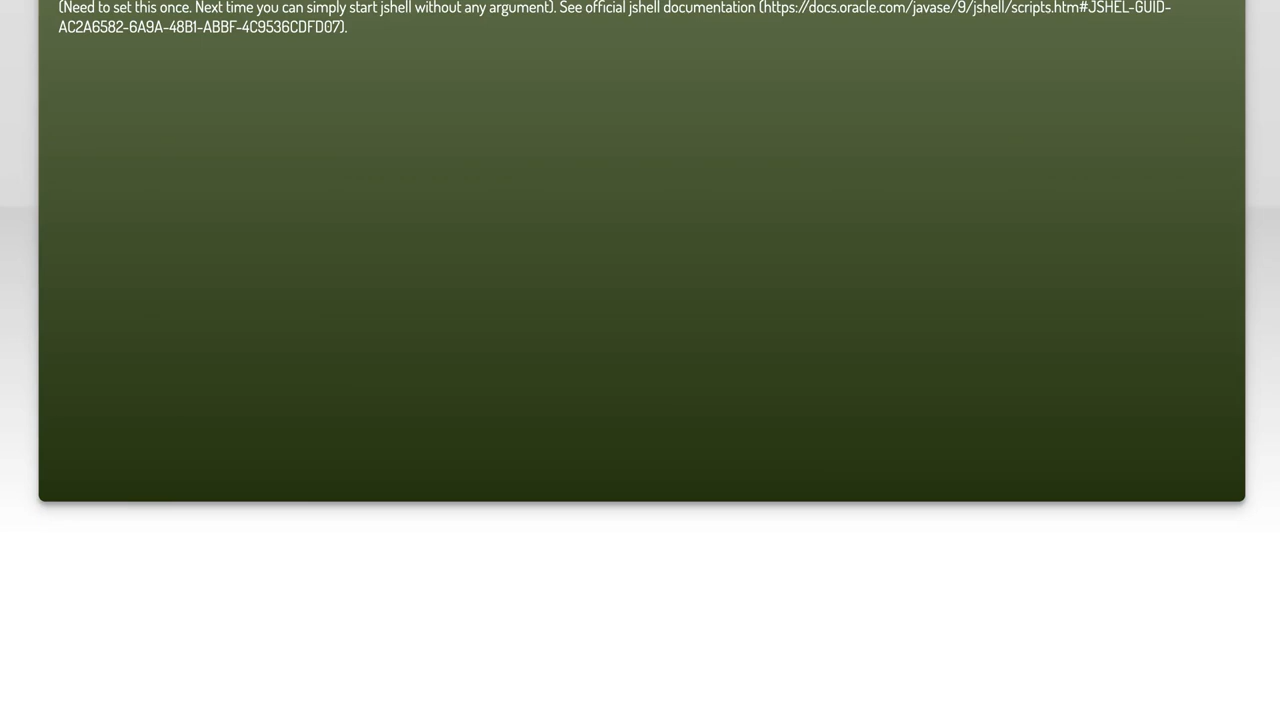 (Need to set this once. Next time you can simply start jshell without any argument). See official jshell documentation (https://docs.oracle.com/javase/9/jshell/scripts.htm#JSHEL-GUID-
AC2A6582-6A9A-48B1-ABBF-4C9536CDFD07).